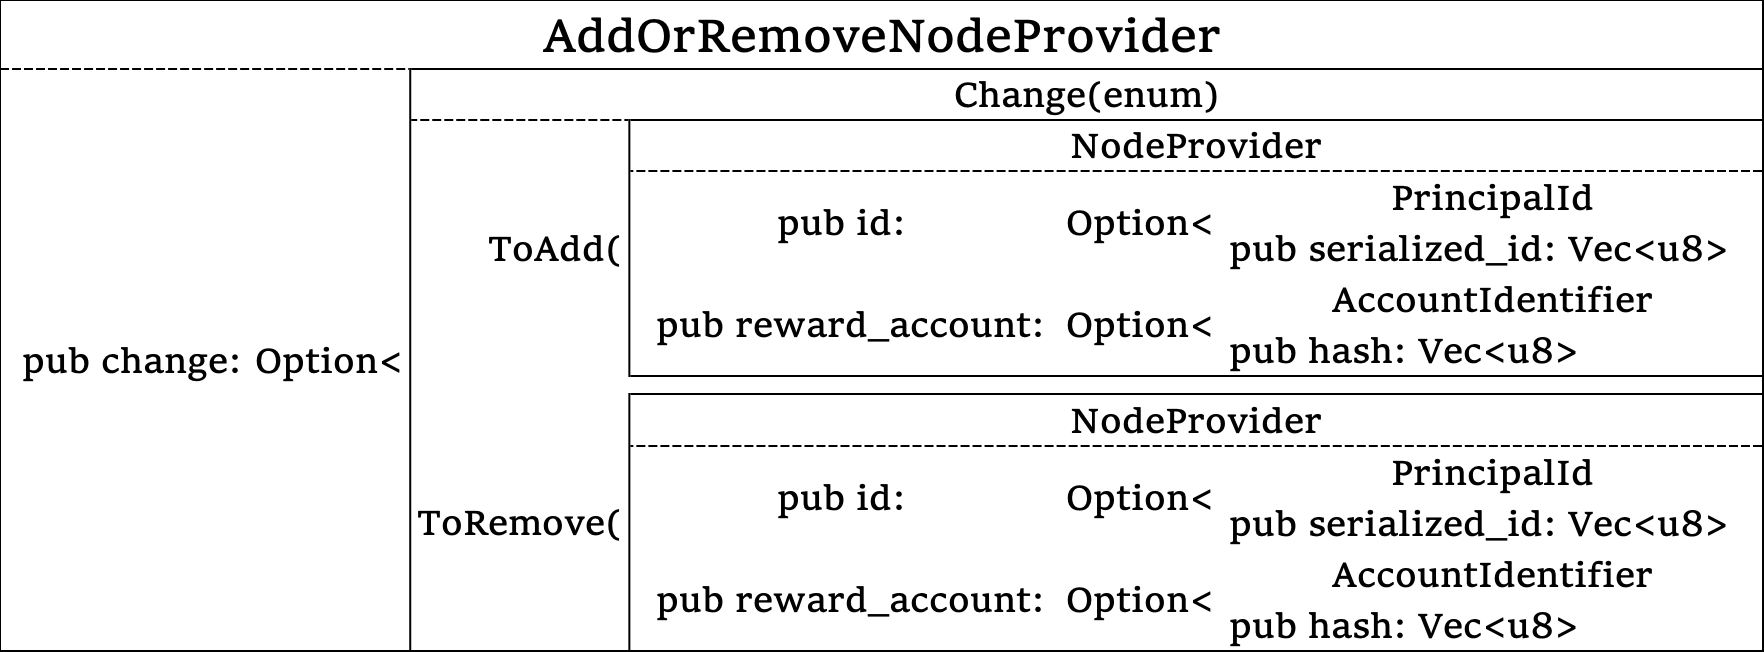 AddOrRemoveNodeProvider
pub change: Option<
Change(enum)
ToAdd(
NodeProvider
pub id: Option<
PrincipalId
pub serialized_id: Vec<u8>
pub reward_account: Option<
AccountIdentifier
pub hash: Vec<u8>
ToRemove(
NodeProvider
pub id: Option<
PrincipalId
pub serialized_id: Vec<u8>
pub reward_account: Option<
AccountIdentifier
pub hash: Vec<u8>